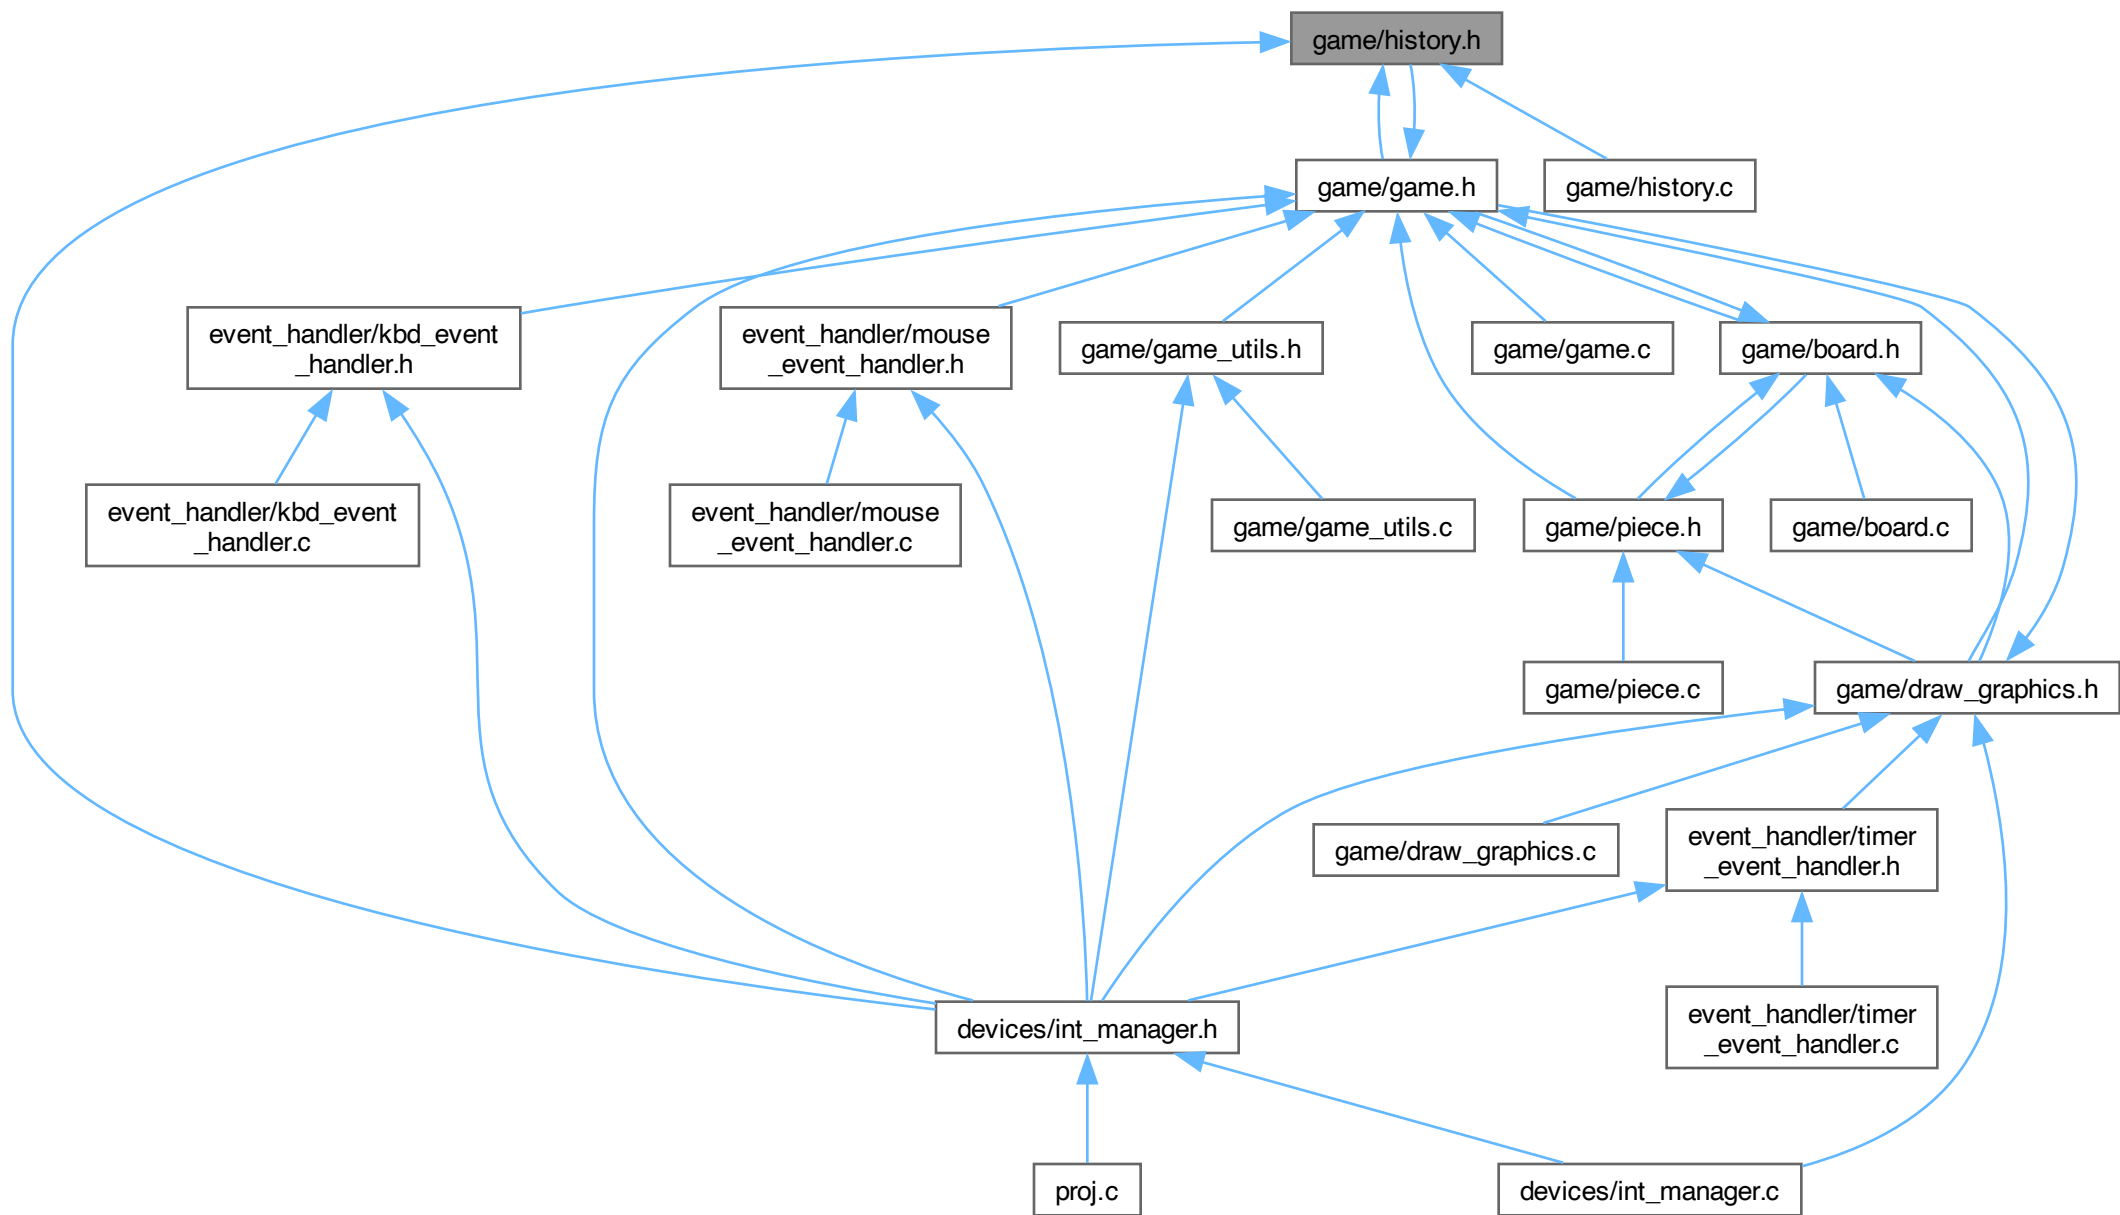 game/history.h
game/game.h
game/history.c
event_handler/kbd_event
_handler.h
event_handler/mouse
_event_handler.h
game/game_utils.h
game/game.c
game/board.h
event_handler/kbd_event
_handler.c
event_handler/mouse
_event_handler.c
game/game_utils.c
game/piece.h
game/board.c
game/piece.c
game/draw_graphics.h
game/draw_graphics.c
event_handler/timer
_event_handler.h
devices/int_manager.h
event_handler/timer
_event_handler.c
proj.c
devices/int_manager.c